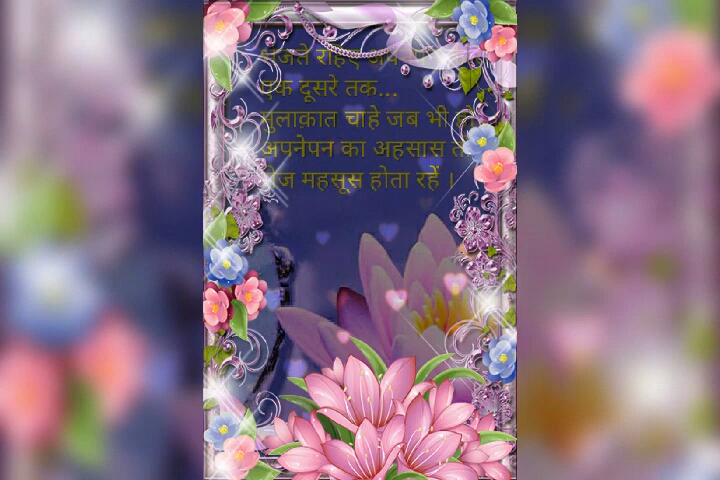 एक दूसरे तक...
मुलाक़ात चाहे जब भी
अपनेपन का अहसास
रोज महसूस होता रहें ।